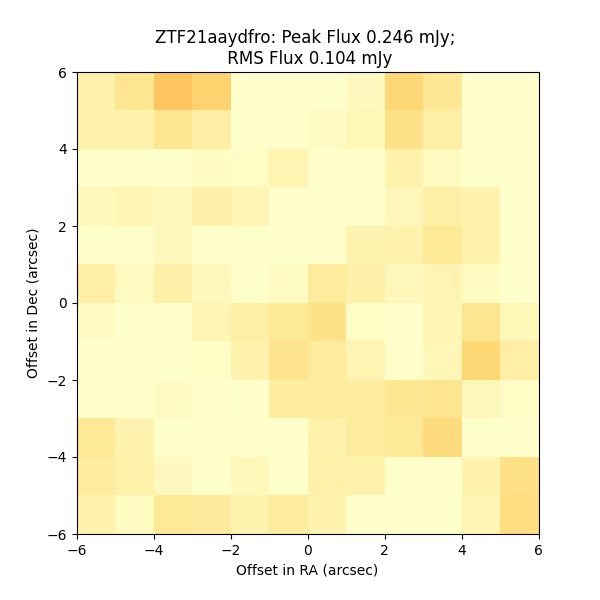 ZTF21aaydfro: Peak Flux 0.246 mJy;
RMS Flux 0.104 mJy
6
4
2
0
−2
−4
−6
Offset in Dec (arcsec)
−6 −4 −2 0 2 4 6
Offset in RA (arcsec)